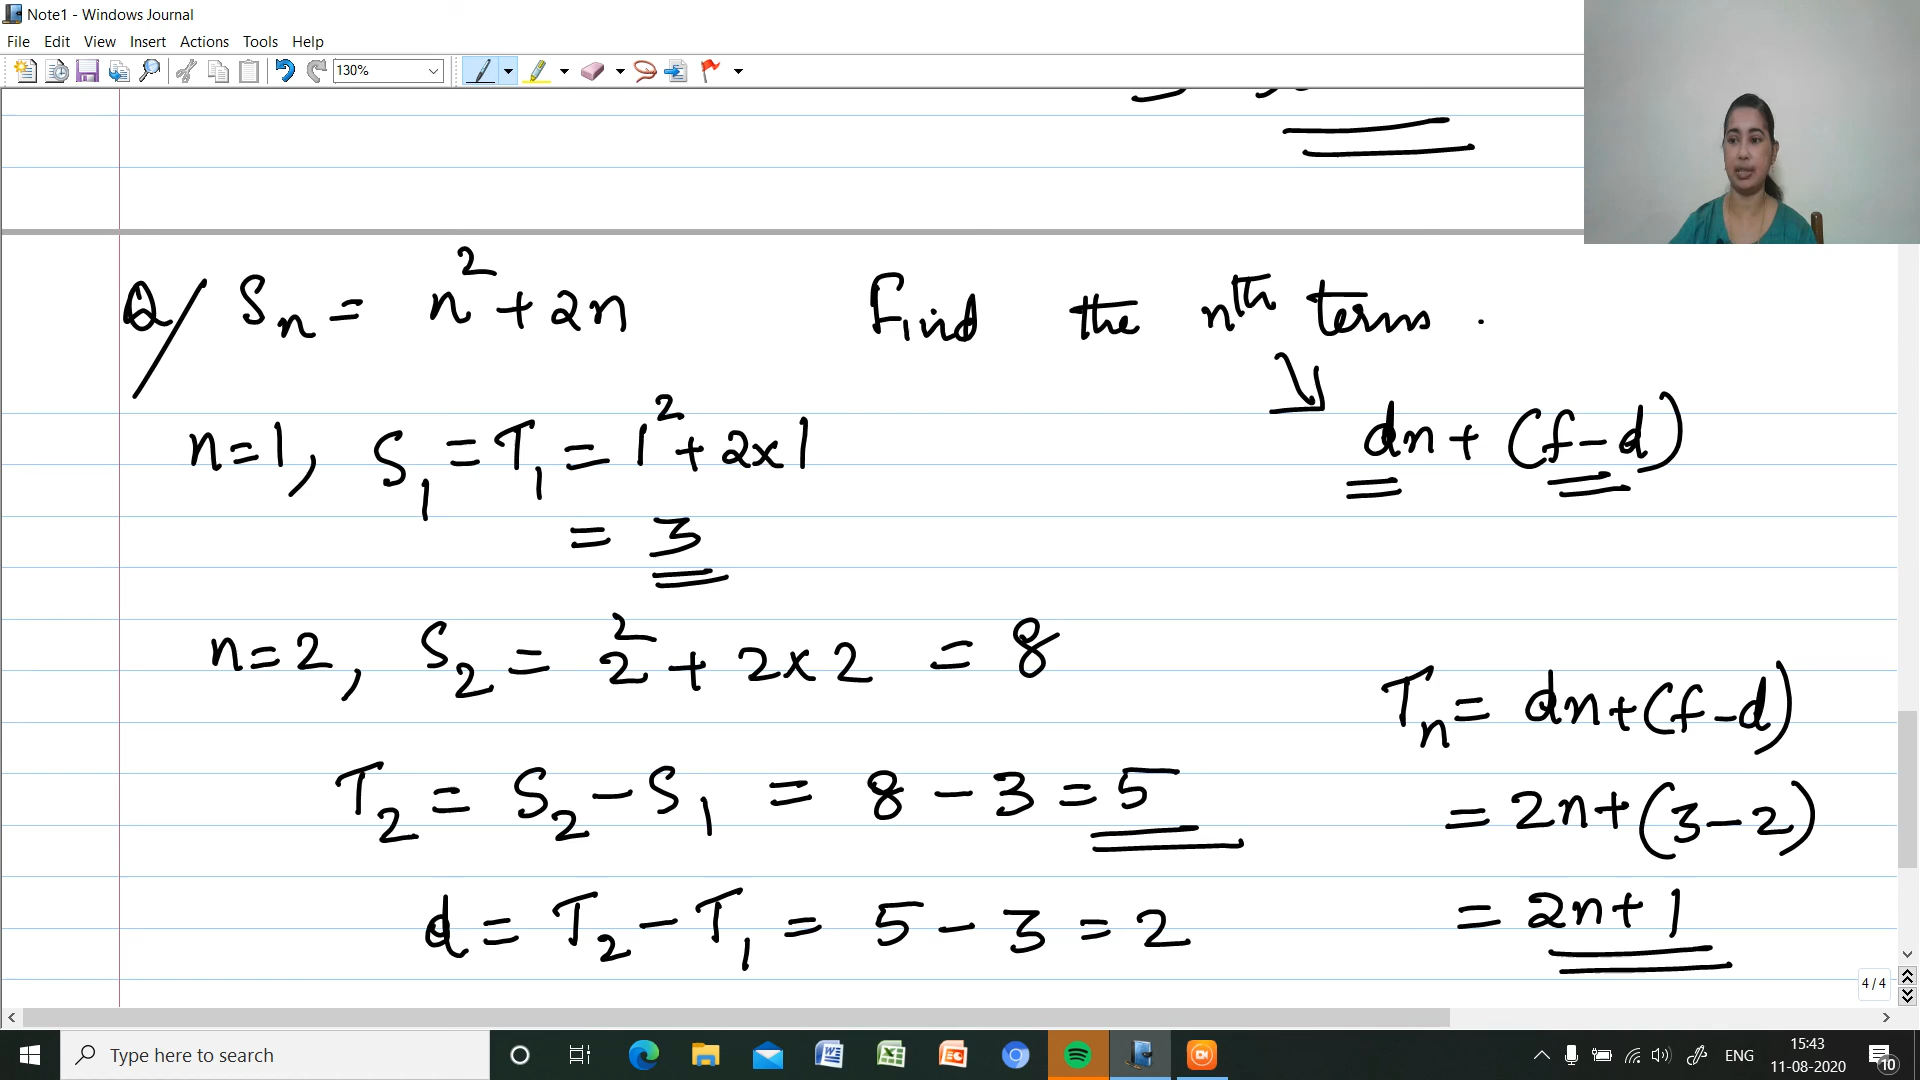 Note1 - Windows Journal
File Edit View Insert Actions Tools Help
130%
Q/ Sₙ = n² + 2n Find the nᵗʰ terms.
dn + (f - d)
n=1, S₁ = T₁ = 1² + 2×1
= 3
n=2, S₂ = 2² + 2×2 = 8
T₂ = S₂ - S₁ = 8 - 3 = 5
d = T₂ - T₁ = 5 - 3 = 2
Tₙ = dn + (f - d)
= 2n + (3 - 2)
= 2n + 1
4 / 4
Type here to search
ENG
15:43
11-08-2020
10